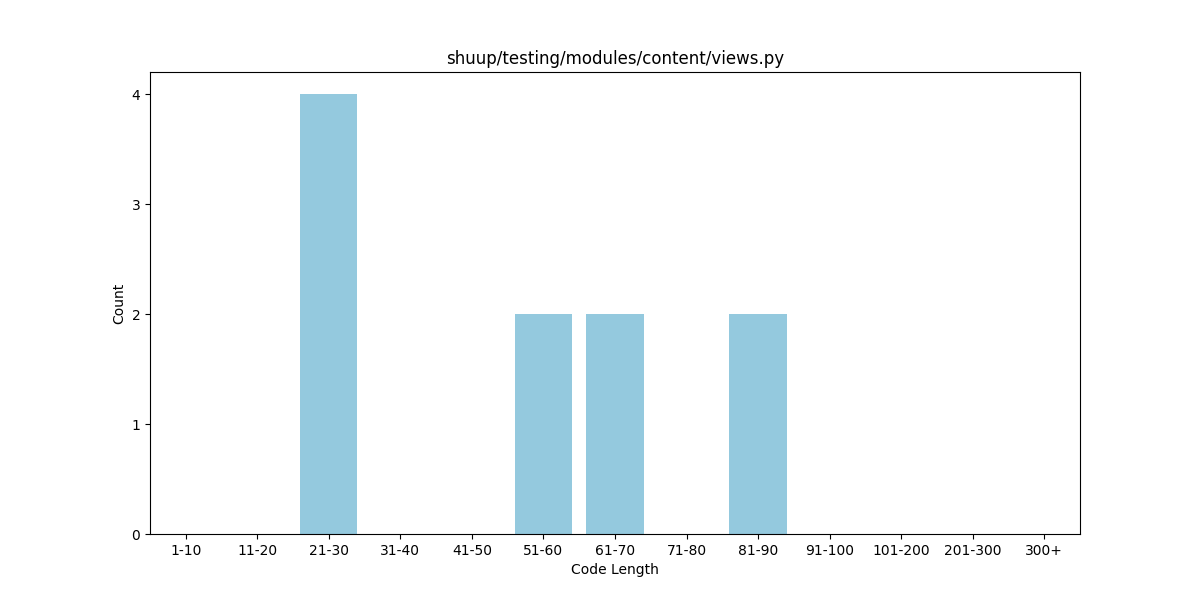 shuup/testing/modules/content/views.py
4
3
2
1
0
Count
1-10 11-20 21-30 31-40 41-50 51-60 61-70 71-80 81-90 91-100 101-200 201-300 300+
Code Length